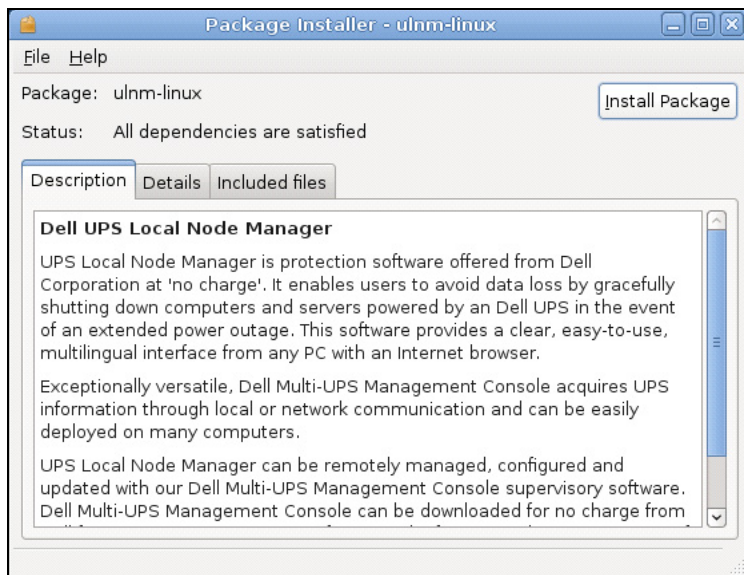 Package Installer - ulnm-linux
File Help
Package: ulnm-linux
Install Package
Status: All dependencies are satisfied
Description Details Included files
Dell UPS Local Node Manager
UPS Local Node Manager is protection software offered from Dell
Corporation at 'no charge'. It enables users to avoid data loss by gracefully
shutting down computers and servers powered by an Dell UPS in the event
of an extended power outage. This software provides a clear, easy-to-use,
multilingual interface from any PC with an Internet browser.
Exceptionally versatile, Dell Multi-UPS Management Console acquires UPS
information through local or network communication and can be easily
deployed on many computers.
UPS Local Node Manager can be remotely managed, configured and
updated with our Dell Multi-UPS Management Console supervisory software.
Dell Multi-UPS Management Console can be downloaded for no charge from